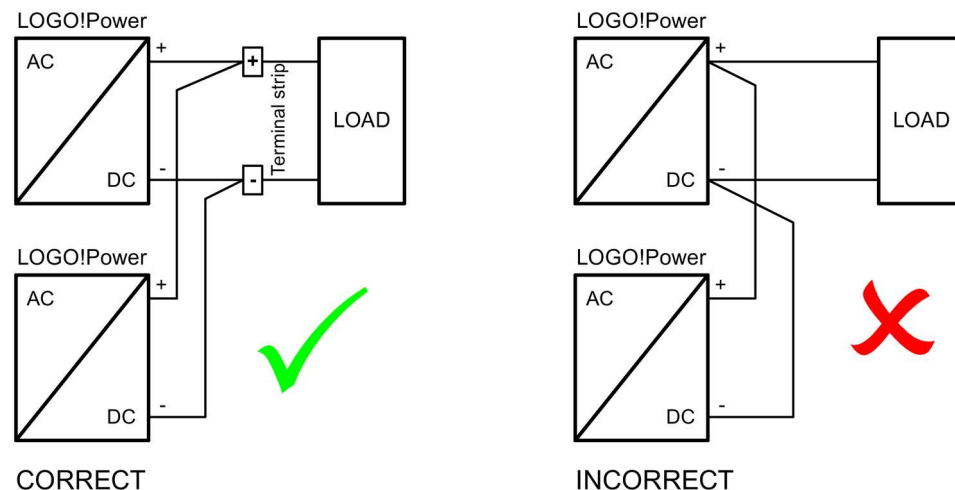 LOGO!Power
AC
DC
+
-
+
-
Terminal strip
LOAD
LOGO!Power
AC
DC
+
-
CORRECT
LOGO!Power
AC
DC
+
-
LOAD
LOGO!Power
AC
DC
+
-
INCORRECT